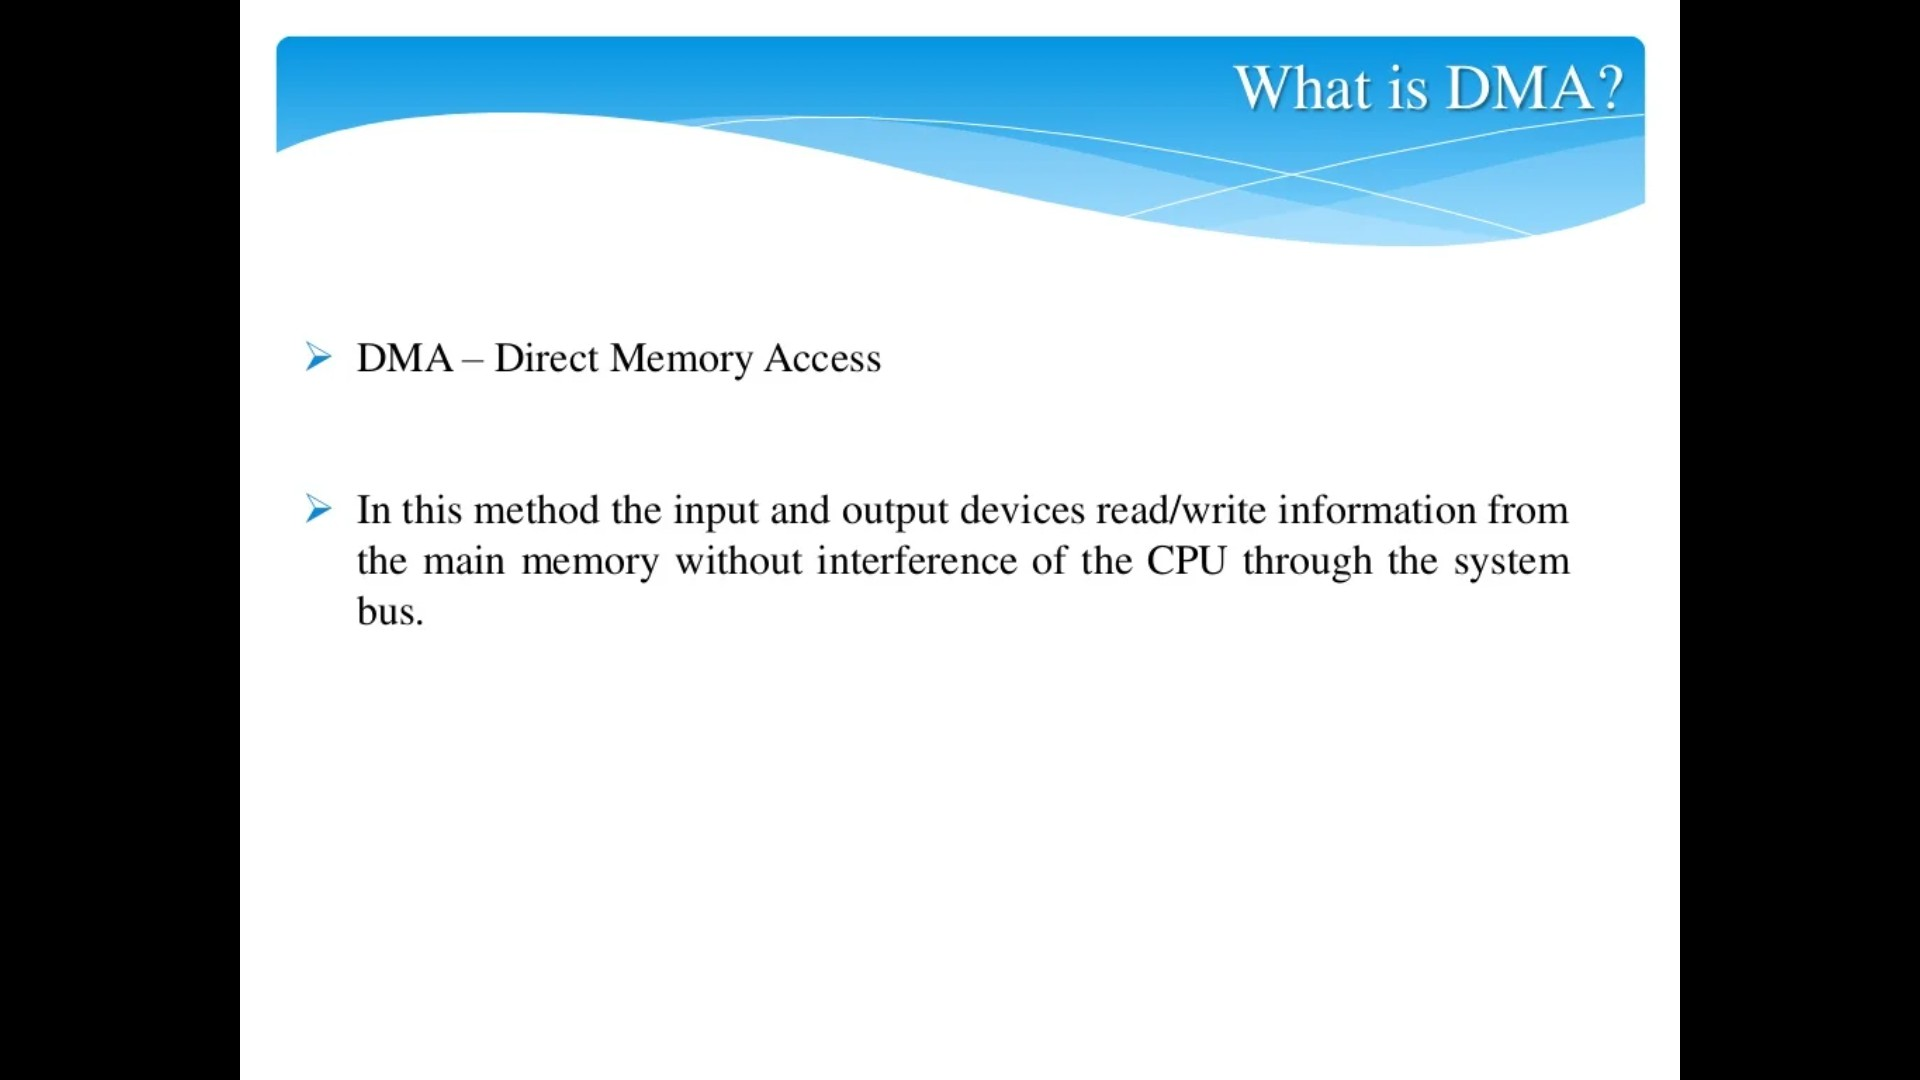 What is DMA?
DMA – Direct Memory Access
In this method the input and output devices read/write information from
the main memory without interference of the CPU through the system
bus.